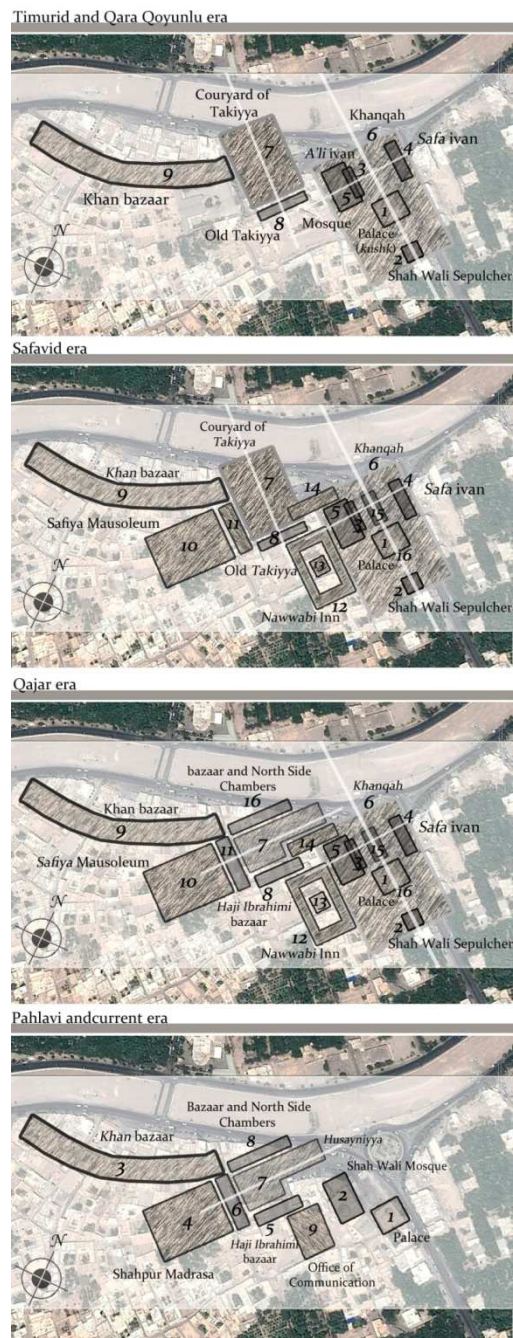 Timurid and Qara Qoyunlu era
Couryard of
Takiyya
Khanqah
6
Safa ivan
4
A'li ivan
3
7
9
Khan bazaar
5
1
8
Old Takiyya
Mosque
Palace
(kushk)
2
Shah Wali Sepulcher
N
Safavid era
Couryard of
Takiyya
Khanqah
6
Khan bazaar
9
7
4
Safa ivan
14
Safiya Mausoleum
11
5
15
3
8
1
10
Old Takiyya
Palace
16
13
2
Shah Wali Sepulcher
12
Nawwabi Inn
N
Qajar era
bazaar and North Side
Chambers
16
Khanqah
6
Khan bazaar
9
4
Safa ivan
7
14
5
15
Safiya Mausoleum
11
3
10
8
1
Palace
16
Haji Ibrahimi
bazaar
13
2
12
Nawwabi Inn
Shah Wali Sepulcher
N
Pahlavi andcurrent era
Bazaar and North Side
Chambers
Khan bazaar
8
Husayniyya
3
Shah Wali Mosque
7
4
6
2
5
1
Haji Ibrahimi
bazaar
9
Palace
Shahpur Madrasa
Office of
Communication
N